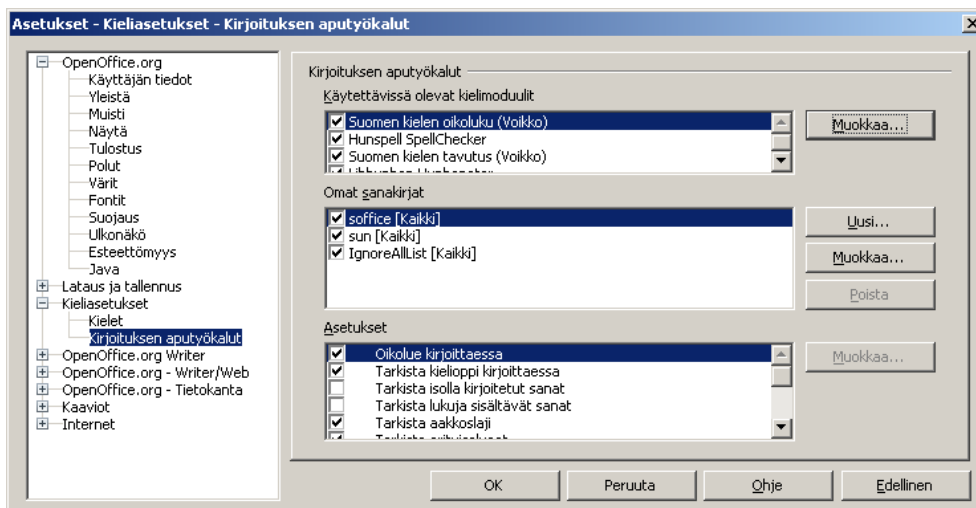 Asetukset - Kieliasetukset - Kirjoituksen aputyökalut
OpenOffice.org
Käyttäjän tiedot
Yleistä
Muisti
Näytä
Tulostus
Polut
Värit
Fontit
Suojaus
Ulkonäkö
Esteettömyys
Java
Lataus ja tallennus
Kieliasetukset
Kielet
Kirjoituksen aputyökalut
OpenOffice.org Writer
OpenOffice.org - Writer/Web
OpenOffice.org - Tietokanta
Kaaviot
Internet
Kirjoituksen aputyökalut
Käytettävissä olevat kielimoduulit
Suomen kielen oikoluku (Voikko)
Hunspell SpellChecker
Suomen kielen tavutus (Voikko)
Muokkaa...
Omat sanakirjat
soffice [Kaikki]
sun [Kaikki]
IgnoreAllList [Kaikki]
Uusi...
Muokkaa...
Poista
Asetukset
Oikolue kirjoittaessa
Tarkista kielioppi kirjoittaessa
Tarkista isolla kirjoitetut sanat
Tarkista lukuja sisältävät sanat
Tarkista aakkoslaji
Muokkaa...
OK
Peruuta
Ohje
Edellinen